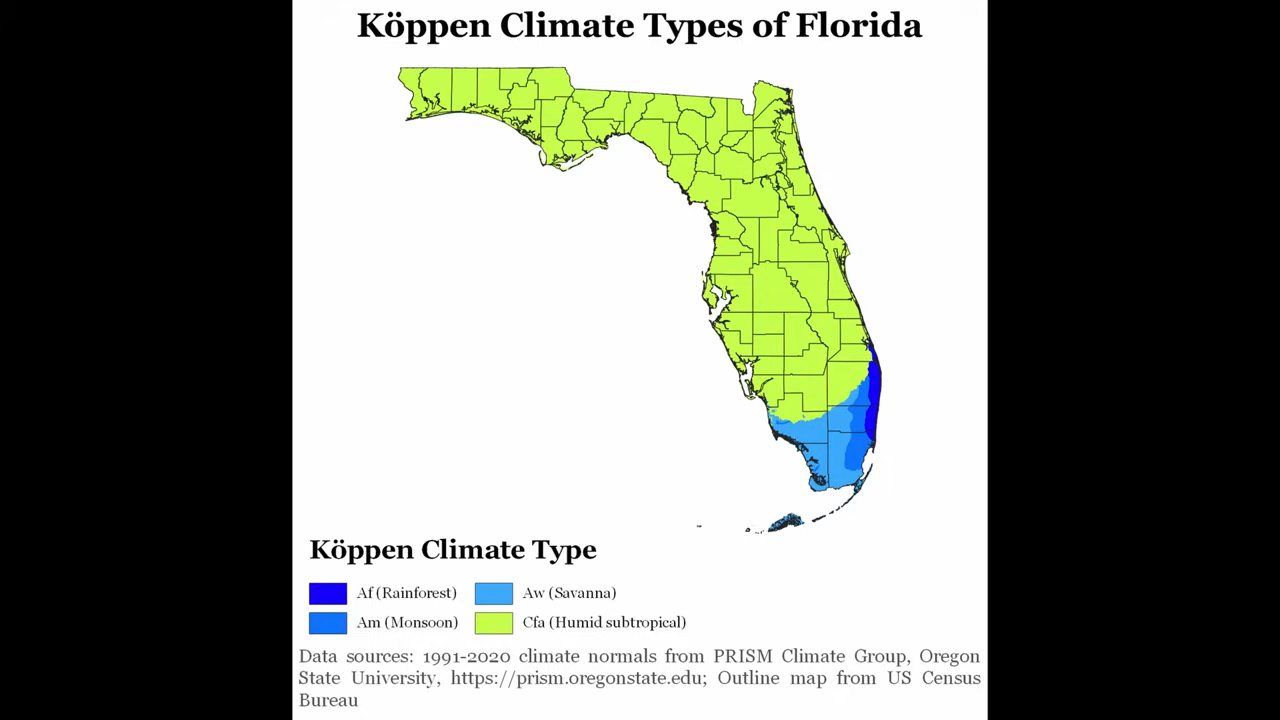 Köppen Climate Types of Florida
Köppen Climate Type
Af (Rainforest)
Aw (Savanna)
Am (Monsoon)
Cfa (Humid subtropical)
Data sources: 1991-2020 climate normals from PRISM Climate Group, Oregon
State University, https://prism.oregonstate.edu; Outline map from US Census
Bureau